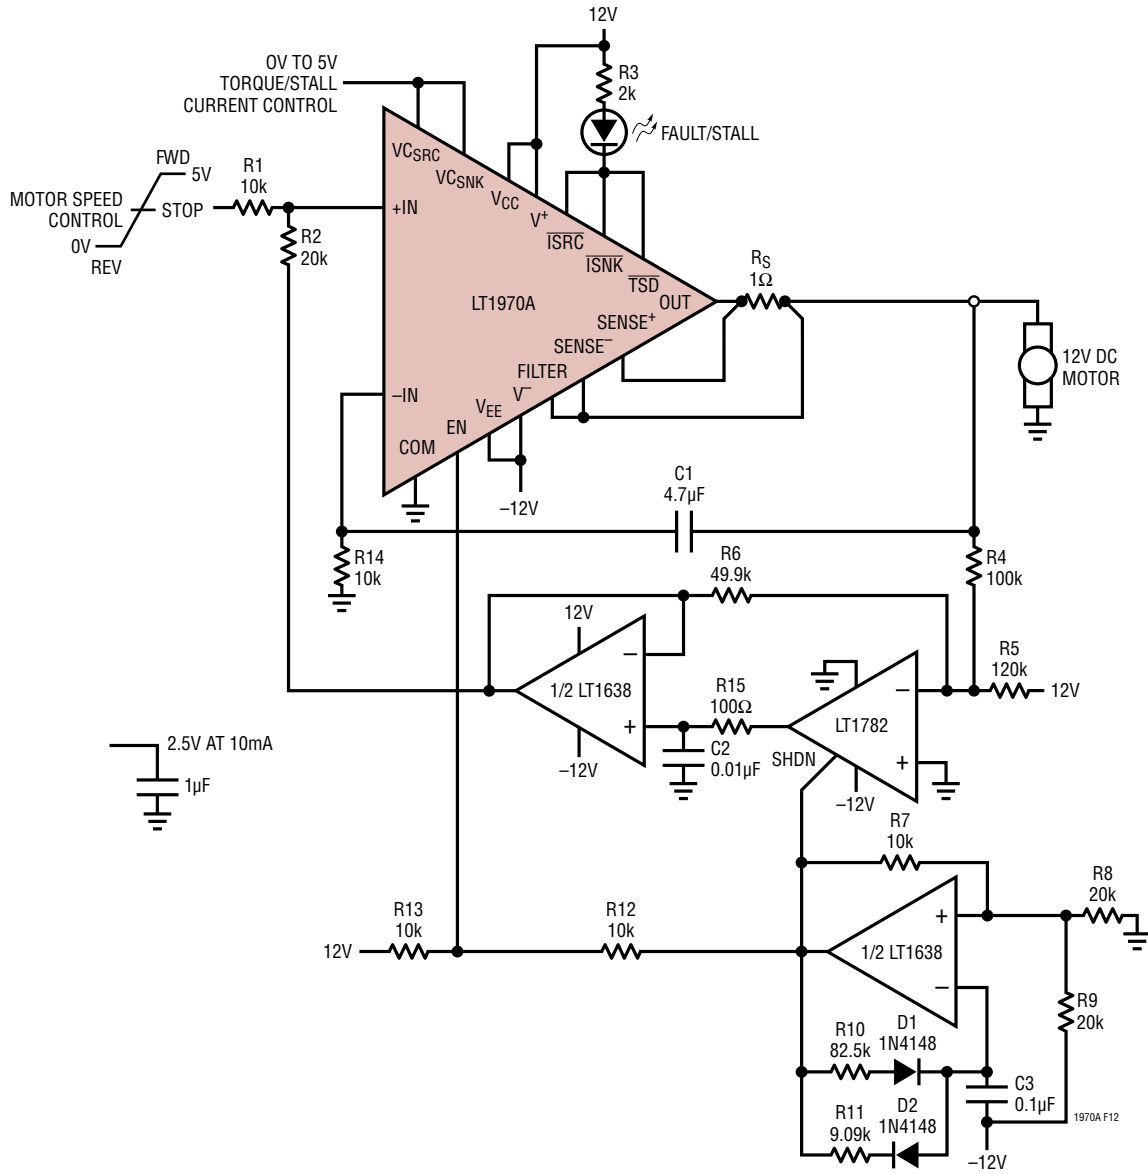 12V
0V TO 5V
TORQUE/STALL
CURRENT CONTROL
R3
2k
FAULT/STALL
FWD
5V
R1
10k
MOTOR SPEED
CONTROL
STOP
0V
REV
R2
20k
VCSRC
VCSNK
VCC
V+
ISRC
ISNK
TSD
+IN
OUT
LT1970A
SENSE+
SENSE–
FILTER
V–
VEE
EN
–IN
COM
RS
1Ω
12V DC
MOTOR
–12V
C1
4.7µF
R14
10k
R6
49.9k
R4
100k
12V
–
1/2 LT1638
+
–12V
R15
100Ω
C2
0.01µF
–
LT1782
+
SHDN
–12V
R5
120k
12V
2.5V AT 10mA
1µF
R7
10k
R8
20k
R13
10k
12V
R12
10k
+
1/2 LT1638
–
R9
20k
R10
82.5k
D1
1N4148
R11
9.09k
D2
1N4148
C3
0.1µF
–12V
1970A F12